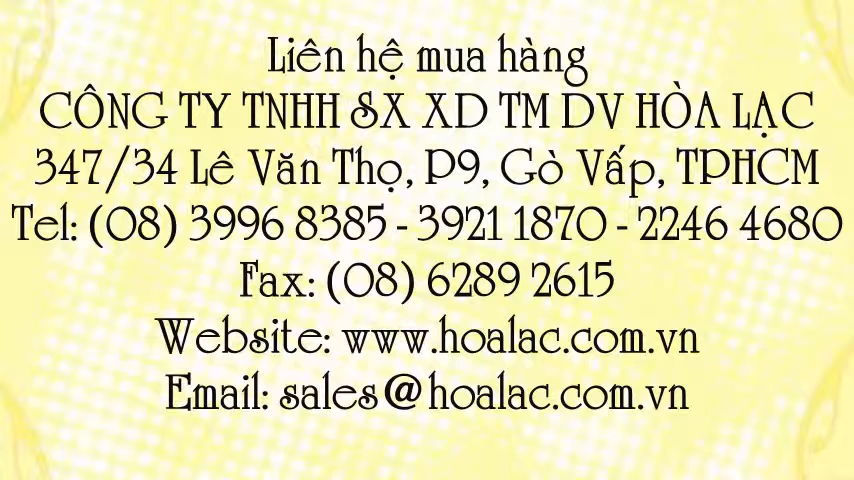 Liên hệ mua hàng
CÔNG TY TNHH SX XD TM DV HÒA LẠC
347/34 Lê Văn Thọ, P9, Gò Vấp, TPHCM
Tel: (08) 3996 8385 - 3921 1870 - 2246 4680
Fax: (08) 6289 2615
Website: www.hoalac.com.vn
Email: sales@hoalac.com.vn